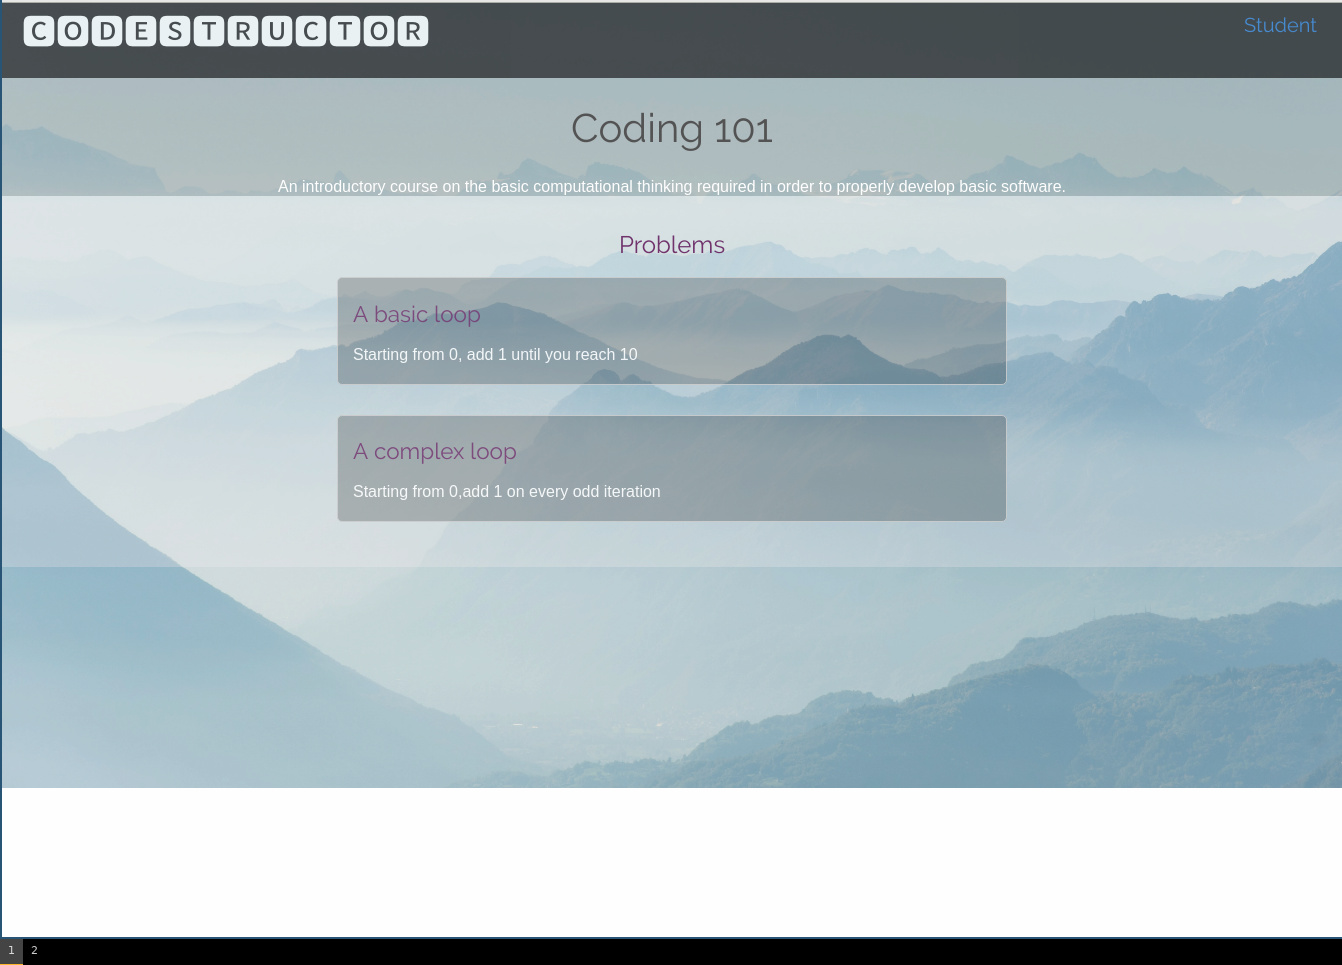 CODESTRUCTOR
Student
Coding 101
An introductory course on the basic computational thinking required in order to properly develop basic software.
Problems
A basic loop
Starting from 0, add 1 until you reach 10
A complex loop
Starting from 0,add 1 on every odd iteration
1 2